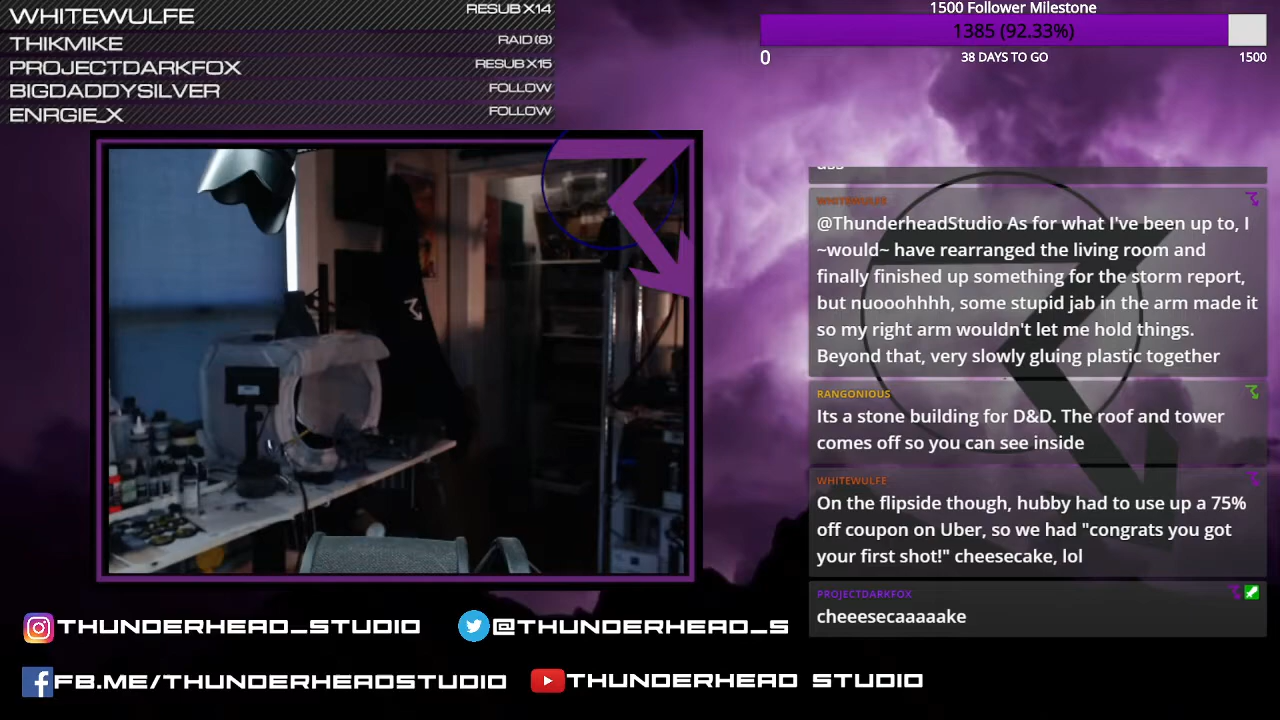 WHITEWULFE RESUB X14
THIKMIKE RAID (8)
PROJECTDARKFOX RESUB X15
BIGDADDYSILVER FOLLOW
ENRGIE_X FOLLOW
1500 Follower Milestone
1385 (92.33%)
0 38 DAYS TO GO 1500
WHITEWULFE
@ThunderheadStudio As for what I've been up to, I
~would~ have rearranged the living room and
finally finished up something for the storm report,
but nuooohhhh, some stupid jab in the arm made it
so my right arm wouldn't let me hold things.
Beyond that, very slowly gluing plastic together
RANGONIOUS
Its a stone building for D&D. The roof and tower
comes off so you can see inside
WHITEWULFE
On the flipside though, hubby had to use up a 75%
off coupon on Uber, so we had "congrats you got
your first shot!" cheesecake, lol
PROJECTDARKFOX
cheeesecaaaaake
THUNDERHEAD_STUDIO @THUNDERHEAD_S
FB.ME/THUNDERHEADSTUDIO THUNDERHEAD STUDIO